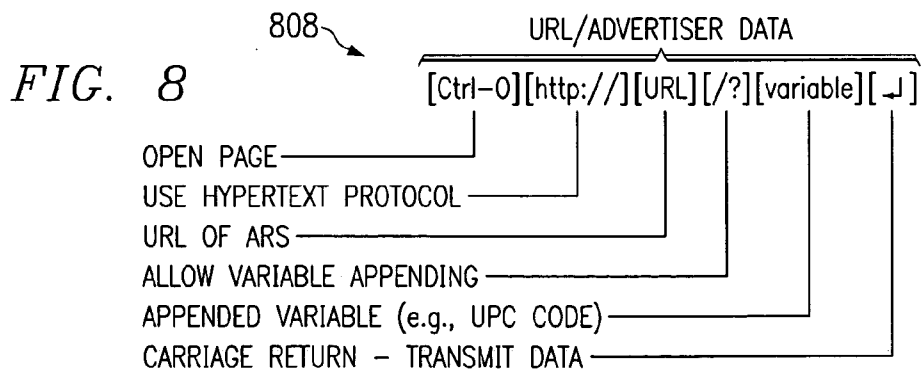 808
URL/ADVERTISER DATA
FIG. 8
[Ctrl-O][http://][URL][/?][variable][↵]
OPEN PAGE
USE HYPERTEXT PROTOCOL
URL OF ARS
ALLOW VARIABLE APPENDING
APPENDED VARIABLE (e.g., UPC CODE)
CARRIAGE RETURN - TRANSMIT DATA